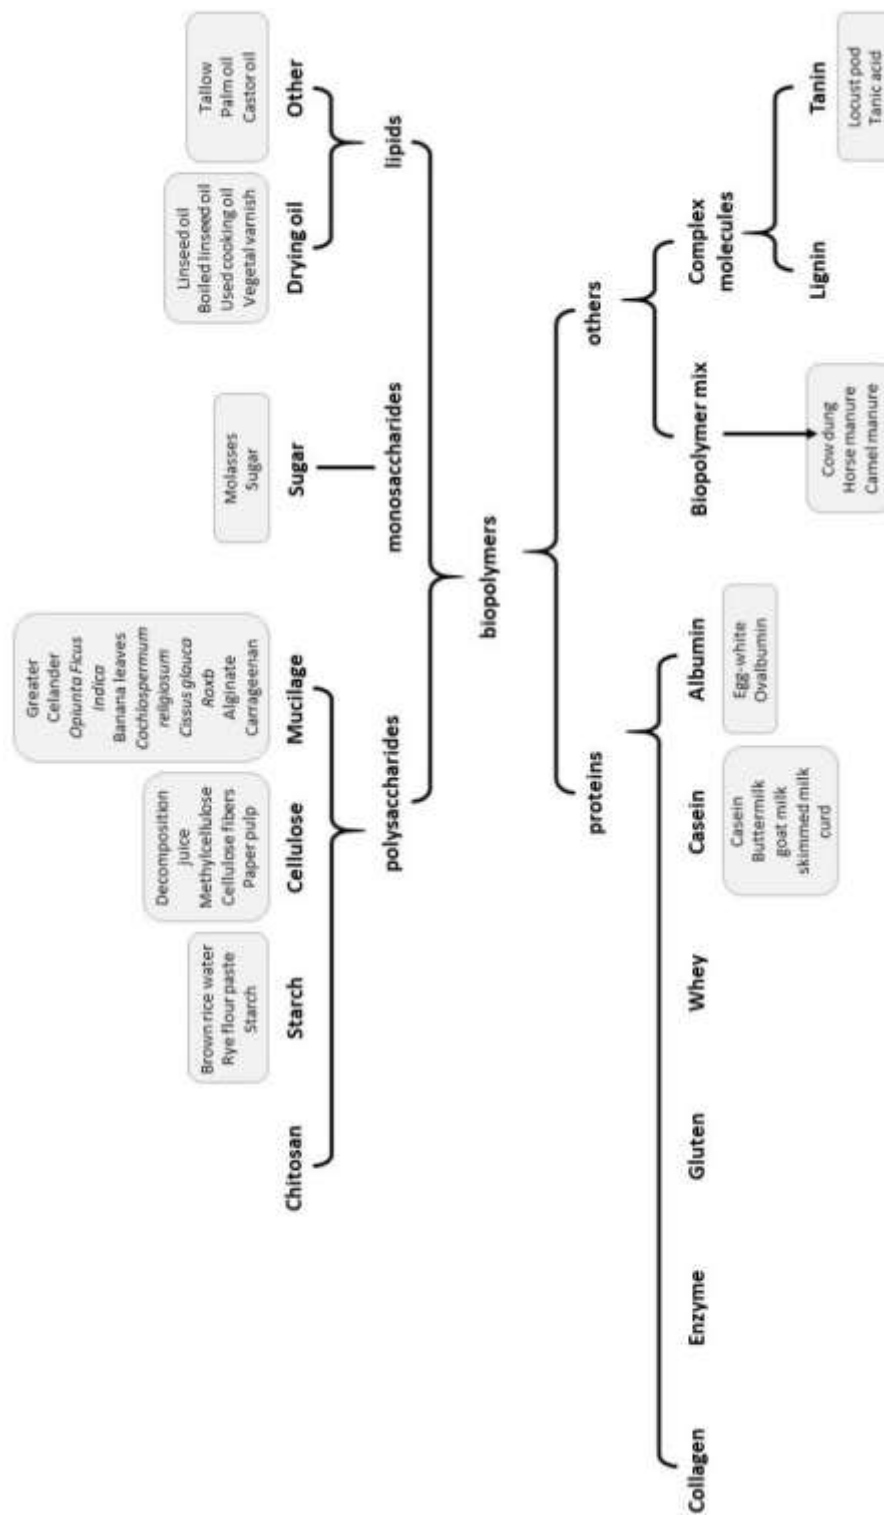 Greater
Celander
Opiunta Ficus
Indica
Banana leaves
Cochlospermum
religiosum
Cissus glauca
Roxb
Alginate
Carrageenan
Decomposition
juice
Methylcellulose
Cellulose fibers
Paper pulp
Brown rice water
Rye flour paste
Starch
Molasses
Sugar
Linseed oil
Boiled linseed oil
Used cooking oil
Vegetal varnish
Tallow
Palm oil
Castor oil
Chitosan
Starch
Cellulose
Mucilage
Sugar
Drying oil
Other
polysaccharides
monosaccharides
lipids
biopolymers
proteins
others
Collagen
Enzyme
Gluten
Whey
Casein
Albumin
Biopolymer mix
Complex
molecules
Casein
Buttermilk
goat milk
skimmed milk
curd
Egg-white
Ovalbumin
Cow dung
Horse manure
Camel manure
Lignin
Tanin
Locust pod
Tanic acid